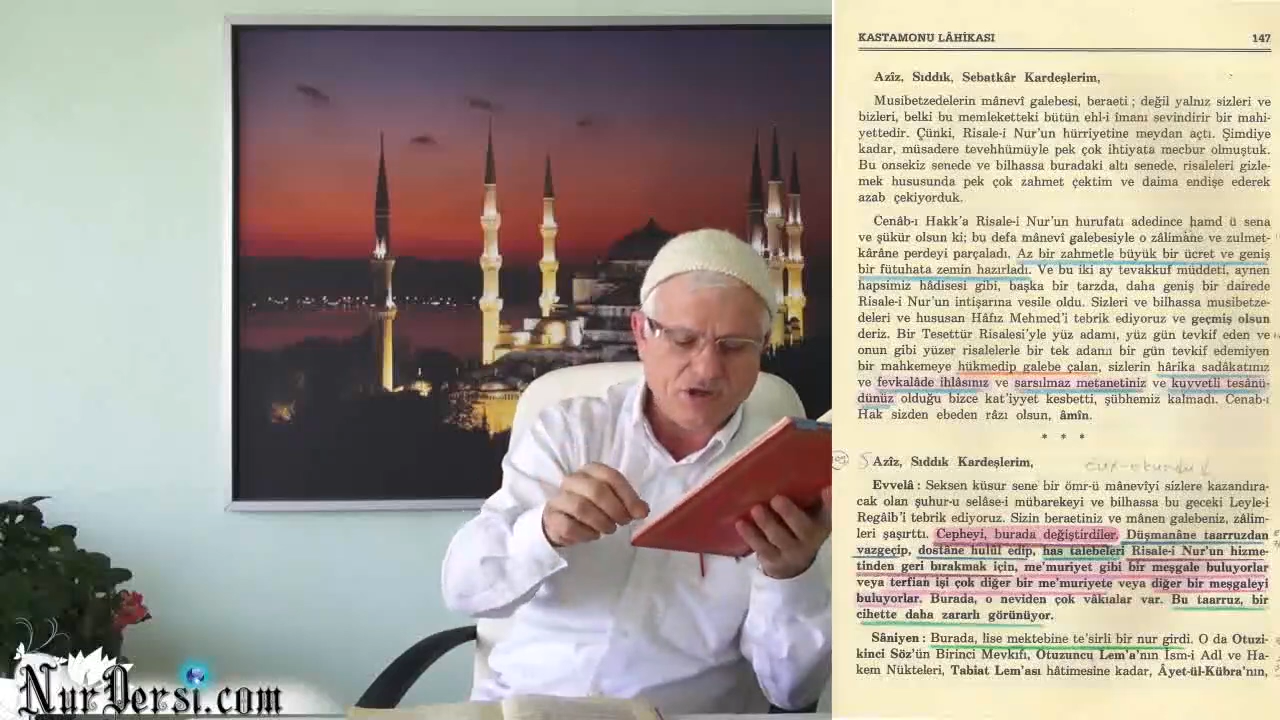 KASTAMONU LÂHİKASI 147
Azîz, Sıddık, Sebatkâr Kardeşlerim,
Musibetzedelerin mânevî galebesi, beraeti ; değil yalnız sizleri ve
bizleri, belki bu memleketteki bütün ehl-i îmanı sevindirir bir mahi-
yettedir. Çünki, Risale-i Nur'un hürriyetine meydan açtı. Şimdiye
kadar, müsadere tevehhümüyle pek çok ihtiyata mecbur olmuştuk.
Bu onsekiz senede ve bilhassa buradaki altı senede, risaleleri gizle-
mek hususunda pek çok zahmet çektim ve daima endişe ederek
azab çekiyorduk.
Cenâb-ı Hakk'a Risale-i Nur'un hurufatı adedince hamd ü sena
ve şükür olsun ki; bu defa mânevî galebesiyle o zâlimâne ve zulmet-
kârâne perdeyi parçaladı. Az bir zahmetle büyük bir ücret ve geniş
bir fütuhata zemin hazırladı. Ve bu iki ay tevakkuf müddeti, aynen
hapsimiz hâdisesi gibi, başka bir tarzda, daha geniş bir dairede
Risale-i Nur'un intişarına vesile oldu. Sizleri ve bilhassa musibetze-
deleri ve hususan Hâfız Mehmed'i tebrik ediyoruz ve geçmiş olsun
deriz. Bir Tesettür Risalesi'yle yüz adamı, yüz gün tevkif eden ve
onun gibi yüzer risalelerle bir tek adamı bir gün tevkif edemiyen
bir mahkemeye hükmedip galebe çalan, sizlerin hârika sadâkatınız
ve fevkalâde ihlâsınız ve sarsılmaz metanetiniz ve kuvvetli tesânü-
dünüz olduğu bizce kat'iyyet kesbetti, şübhemiz kalmadı. Cenab-ı
Hak sizden ebeden râzı olsun, âmîn.
* * *
Azîz, Sıddık Kardeşlerim,
Evvelâ : Seksen küsur sene bir ömr-ü mânevîyi sizlere kazandıra-
cak olan şuhur-u selâse-i mübarekeyi ve bilhassa bu geceki Leyle-i
Regâib'i tebrik ediyoruz. Sizin beraetiniz ve mânen galebeniz, zâlim-
leri şaşırttı. Cepheyi, burada değiştirdiler. Düşmanâne taarruzdan
vazgeçip, dostâne hulûl edip, has talebeleri Risale-i Nur'un hizme-
tinden geri bırakmak için, me'muriyet gibi bir meşgale buluyorlar
veya terfian işi çok diğer bir me'muriyete veya diğer bir meşgaleyi
buluyorlar. Burada, o neviden çok vâkıalar var. Bu taarruz, bir
cihette daha zararlı görünüyor.
Sâniyen : Burada, lise mektebine te'sirli bir nur girdi. O da Otuzi-
kinci Söz'ün Birinci Mevkıfı, Otuzuncu Lem'a'nın İsm-i Adl ve Ha-
kem Nükteleri, Tabiat Lem'ası hâtimesine kadar, Âyet-ül-Kübra'nın,
NurDersi.com